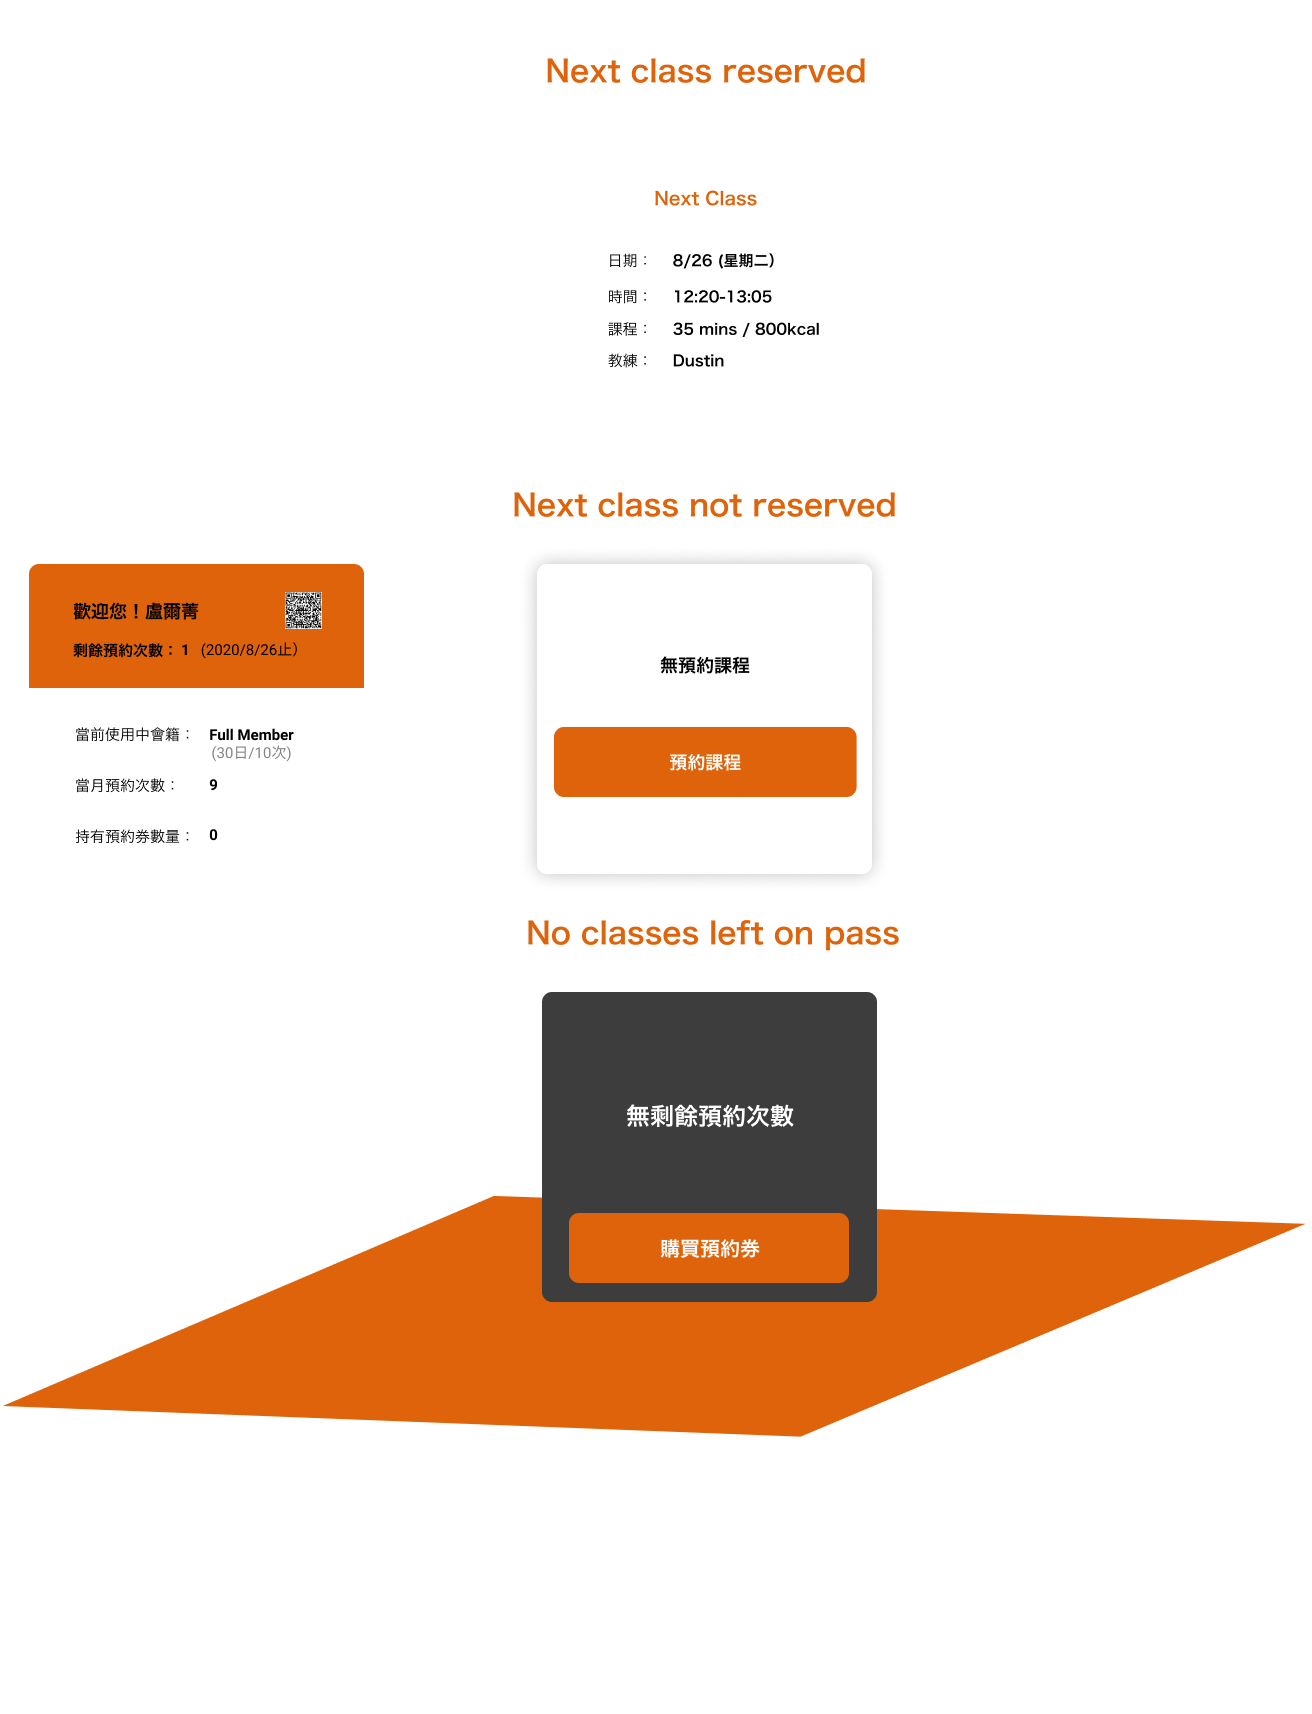 Next class reserved
Next Class
日期： 8/26 (星期二）
時間： 12:20-13:05
課程： 35 mins / 800kcal
教練： Dustin
Next class not reserved
歡迎您！盧爾菁
剩餘預約次數： 1 (2020/8/26止）
當前使用中會籍： Full Member
(30日/10次)
當月預約次數： 9
持有預約券數量： 0
無預約課程
預約課程
No classes left on pass
無剩餘預約次數
購買預約券